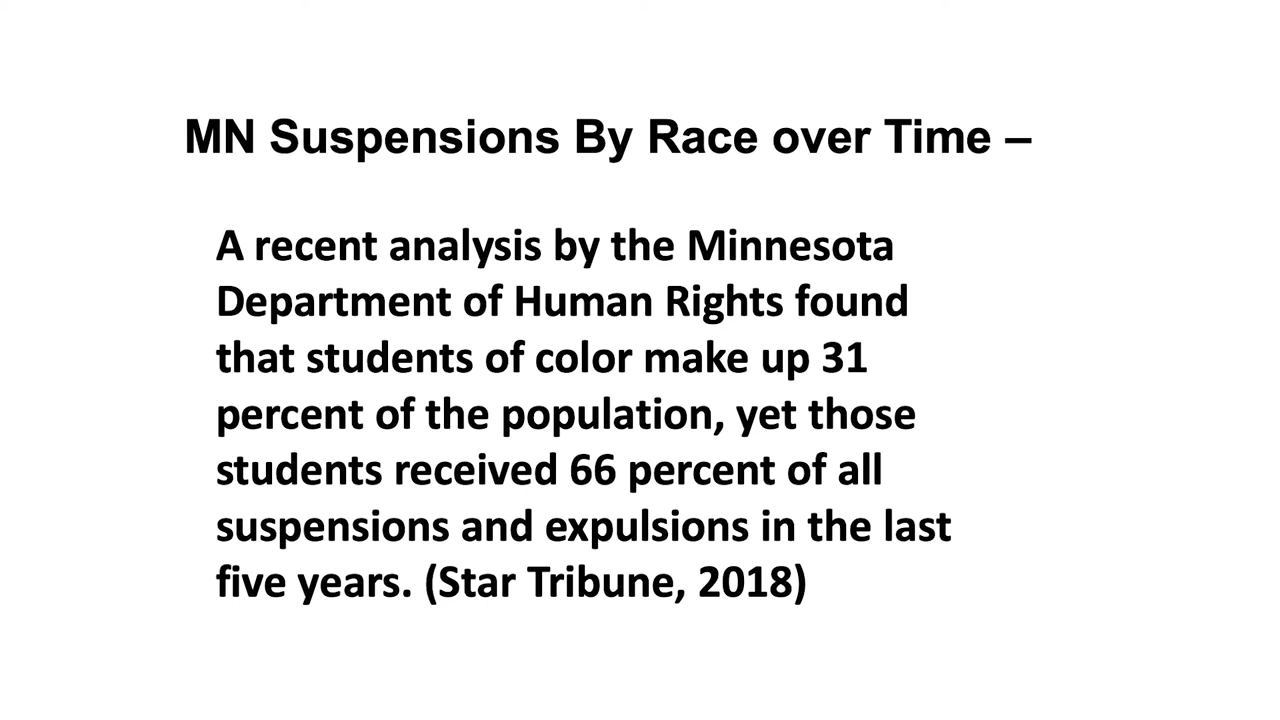 MN Suspensions By Race over Time –
A recent analysis by the Minnesota
Department of Human Rights found
that students of color make up 31
percent of the population, yet those
students received 66 percent of all
suspensions and expulsions in the last
five years. (Star Tribune, 2018)